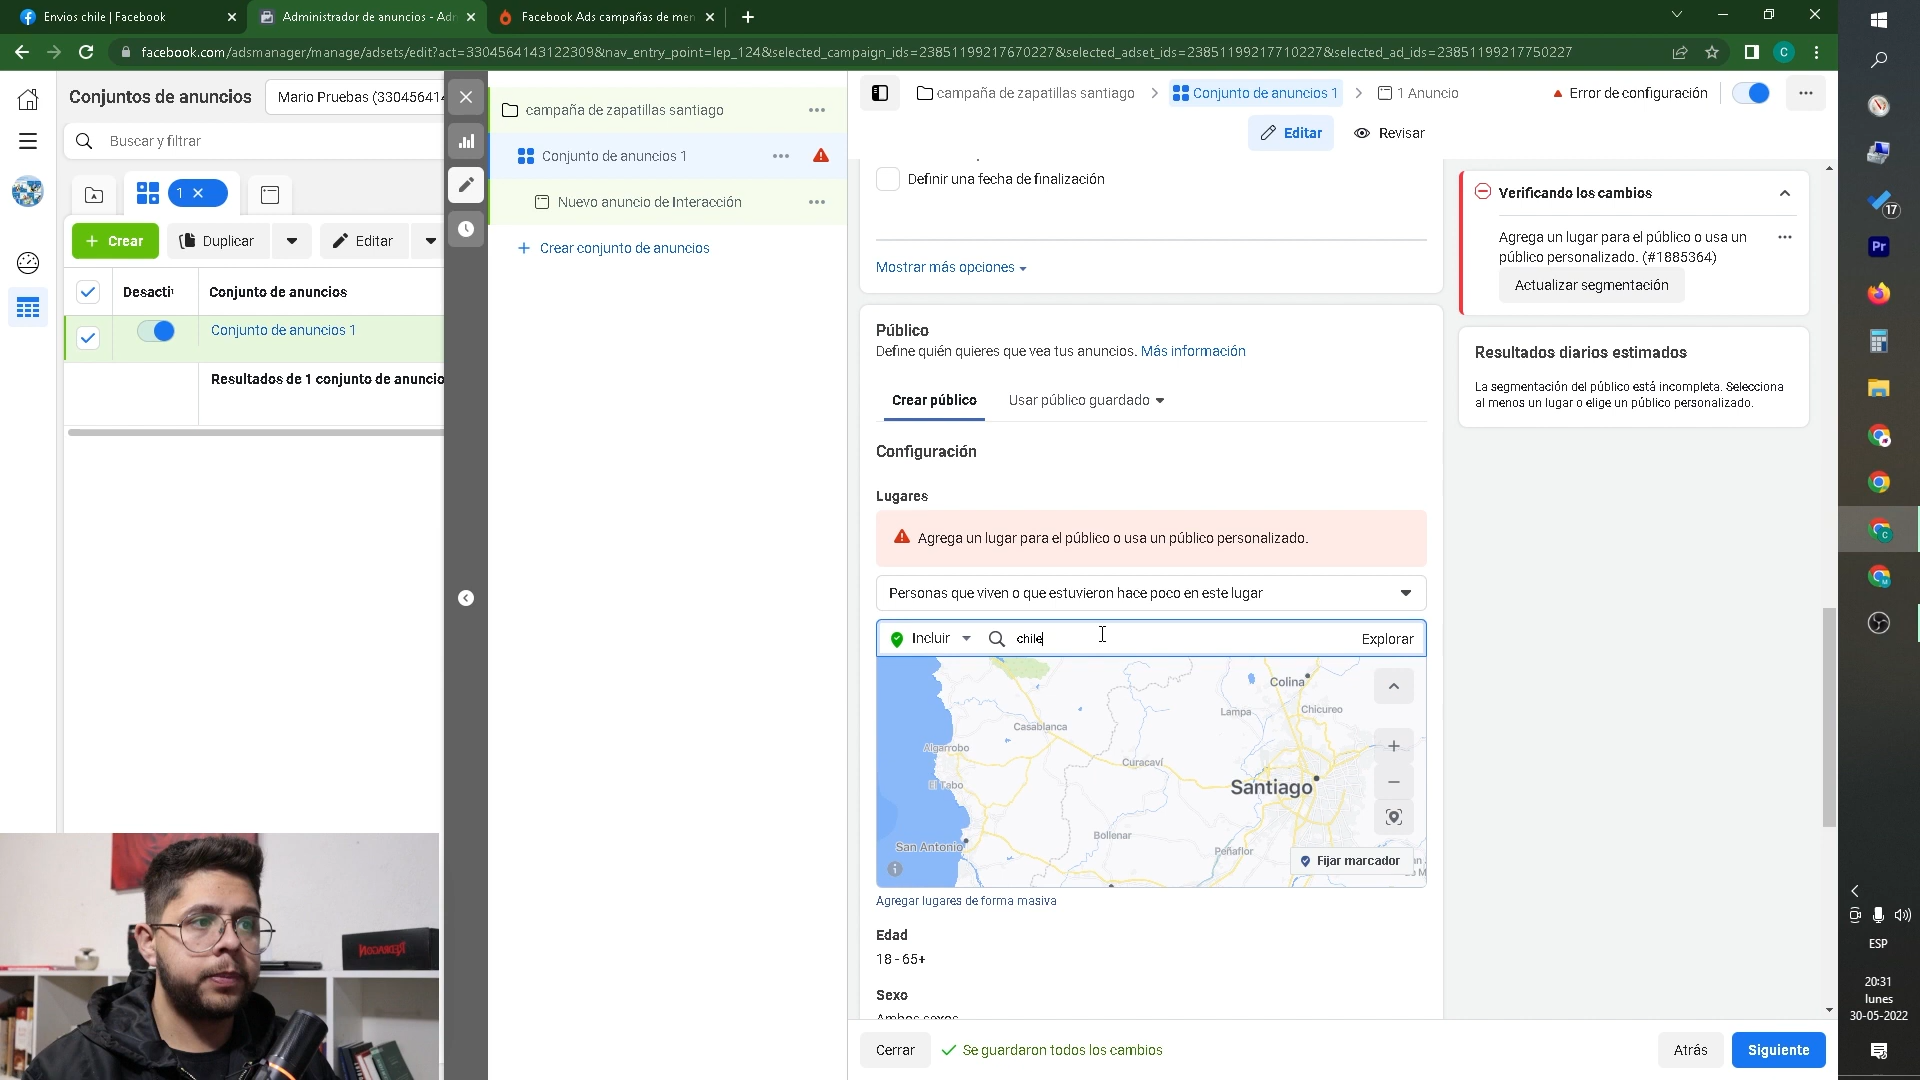 Envios chile | Facebook
Administrador de anuncios - Adr
Facebook Ads campañas de men
facebook.com/adsmanager/manage/adsets/edit?act=3304564143122309&nav_entry_point=lep_124&selected_campaign_ids=23851199217670227&selected_adset_ids=23851199217710227&selected_ad_ids=23851199217750227
C
Conjuntos de anuncios
Mario Pruebas (33045641
Buscar y filtrar
1
Crear
Duplicar
Editar
Desacti
Conjunto de anuncios
Conjunto de anuncios 1
Resultados de 1 conjunto de anuncio
campaña de zapatillas santiago
Conjunto de anuncios 1
Nuevo anuncio de Interacción
Crear conjunto de anuncios
campaña de zapatillas santiago
Conjunto de anuncios 1
1 Anuncio
Error de configuración
Editar
Revisar
Definir una fecha de finalización
Mostrar más opciones
Público
Define quién quieres que vea tus anuncios. Más información
Crear público
Usar público guardado
Configuración
Lugares
Agrega un lugar para el público o usa un público personalizado.
Personas que viven o que estuvieron hace poco en este lugar
Incluir
chile
Explorar
Colina
Lampa
Chicureo
Casablanca
Algarrobo
Curacaví
El Tabo
Santiago
Bollenar
San Antonio
Peñaflor
Fijar marcador
Agregar lugares de forma masiva
Edad
18 - 65+
Sexo
Ambos sexos
Verificando los cambios
Agrega un lugar para el público o usa un
público personalizado. (#1885364)
Actualizar segmentación
Resultados diarios estimados
La segmentación del público está incompleta. Selecciona
al menos un lugar o elige un público personalizado.
Cerrar
Se guardaron todos los cambios
Atrás
Siguiente
17
Pr
C
M
ESP
20:31
lunes
30-05-2022
REDRAGON